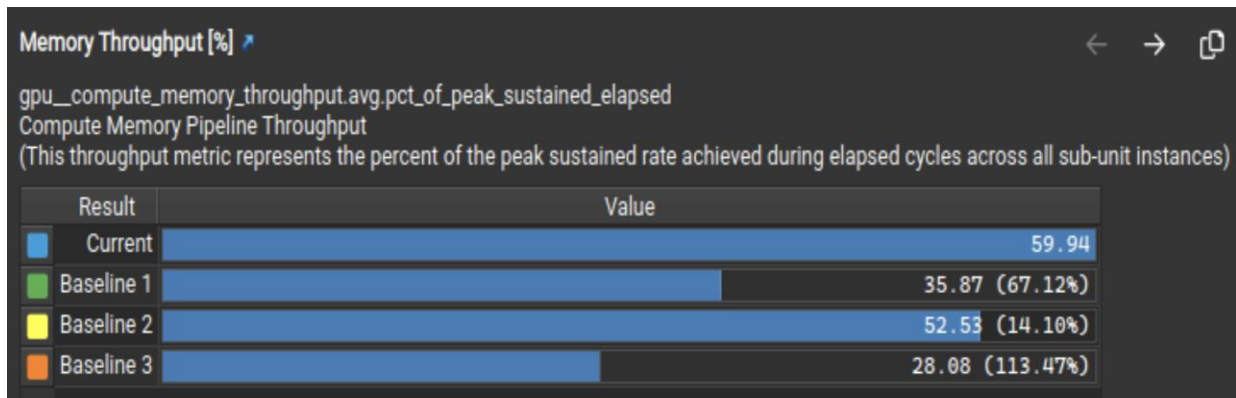 Memory Throughput [%]
gpu__compute_memory_throughput.avg.pct_of_peak_sustained_elapsed
Compute Memory Pipeline Throughput
(This throughput metric represents the percent of the peak sustained rate achieved during elapsed cycles across all sub-unit instances)
Result Value
Current 59.94
Baseline 1 35.87 (67.12%)
Baseline 2 52.53 (14.10%)
Baseline 3 28.08 (113.47%)